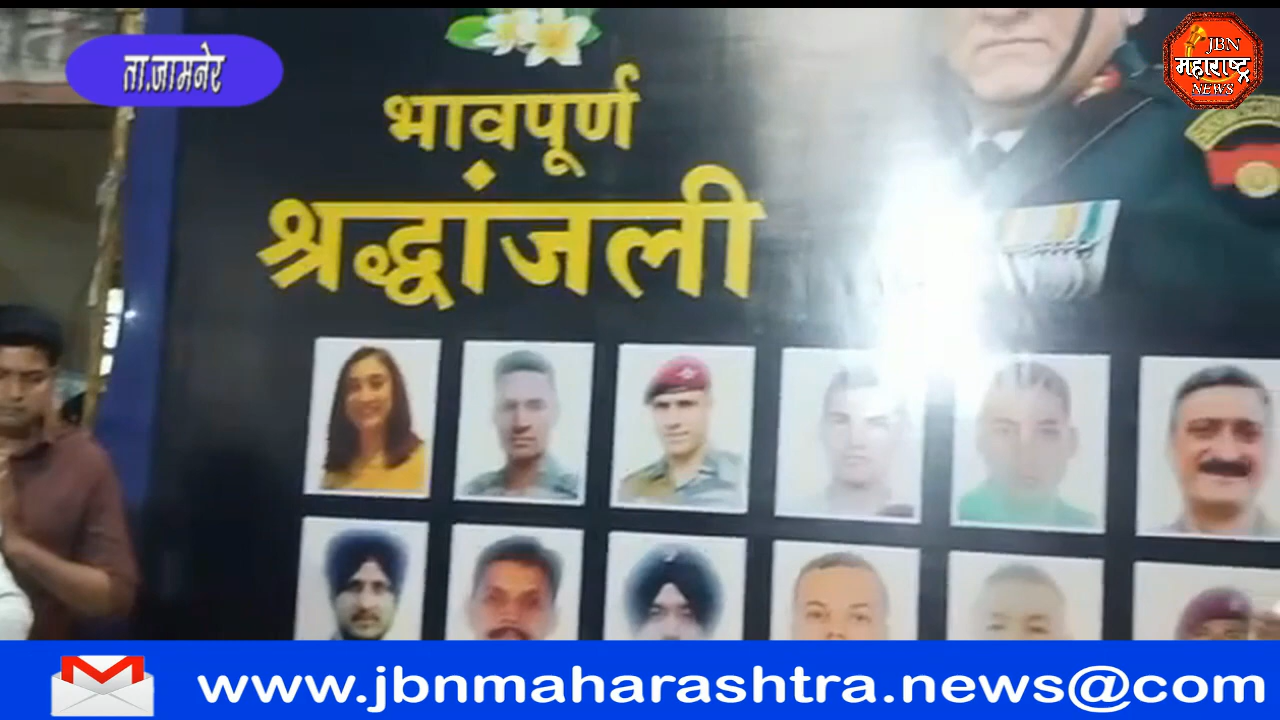 ता.जामनेर
JBN
महाराष्ट्र
NEWS
भावपूर्ण
श्रद्धांजली
www.jbnmaharashtra.news@com